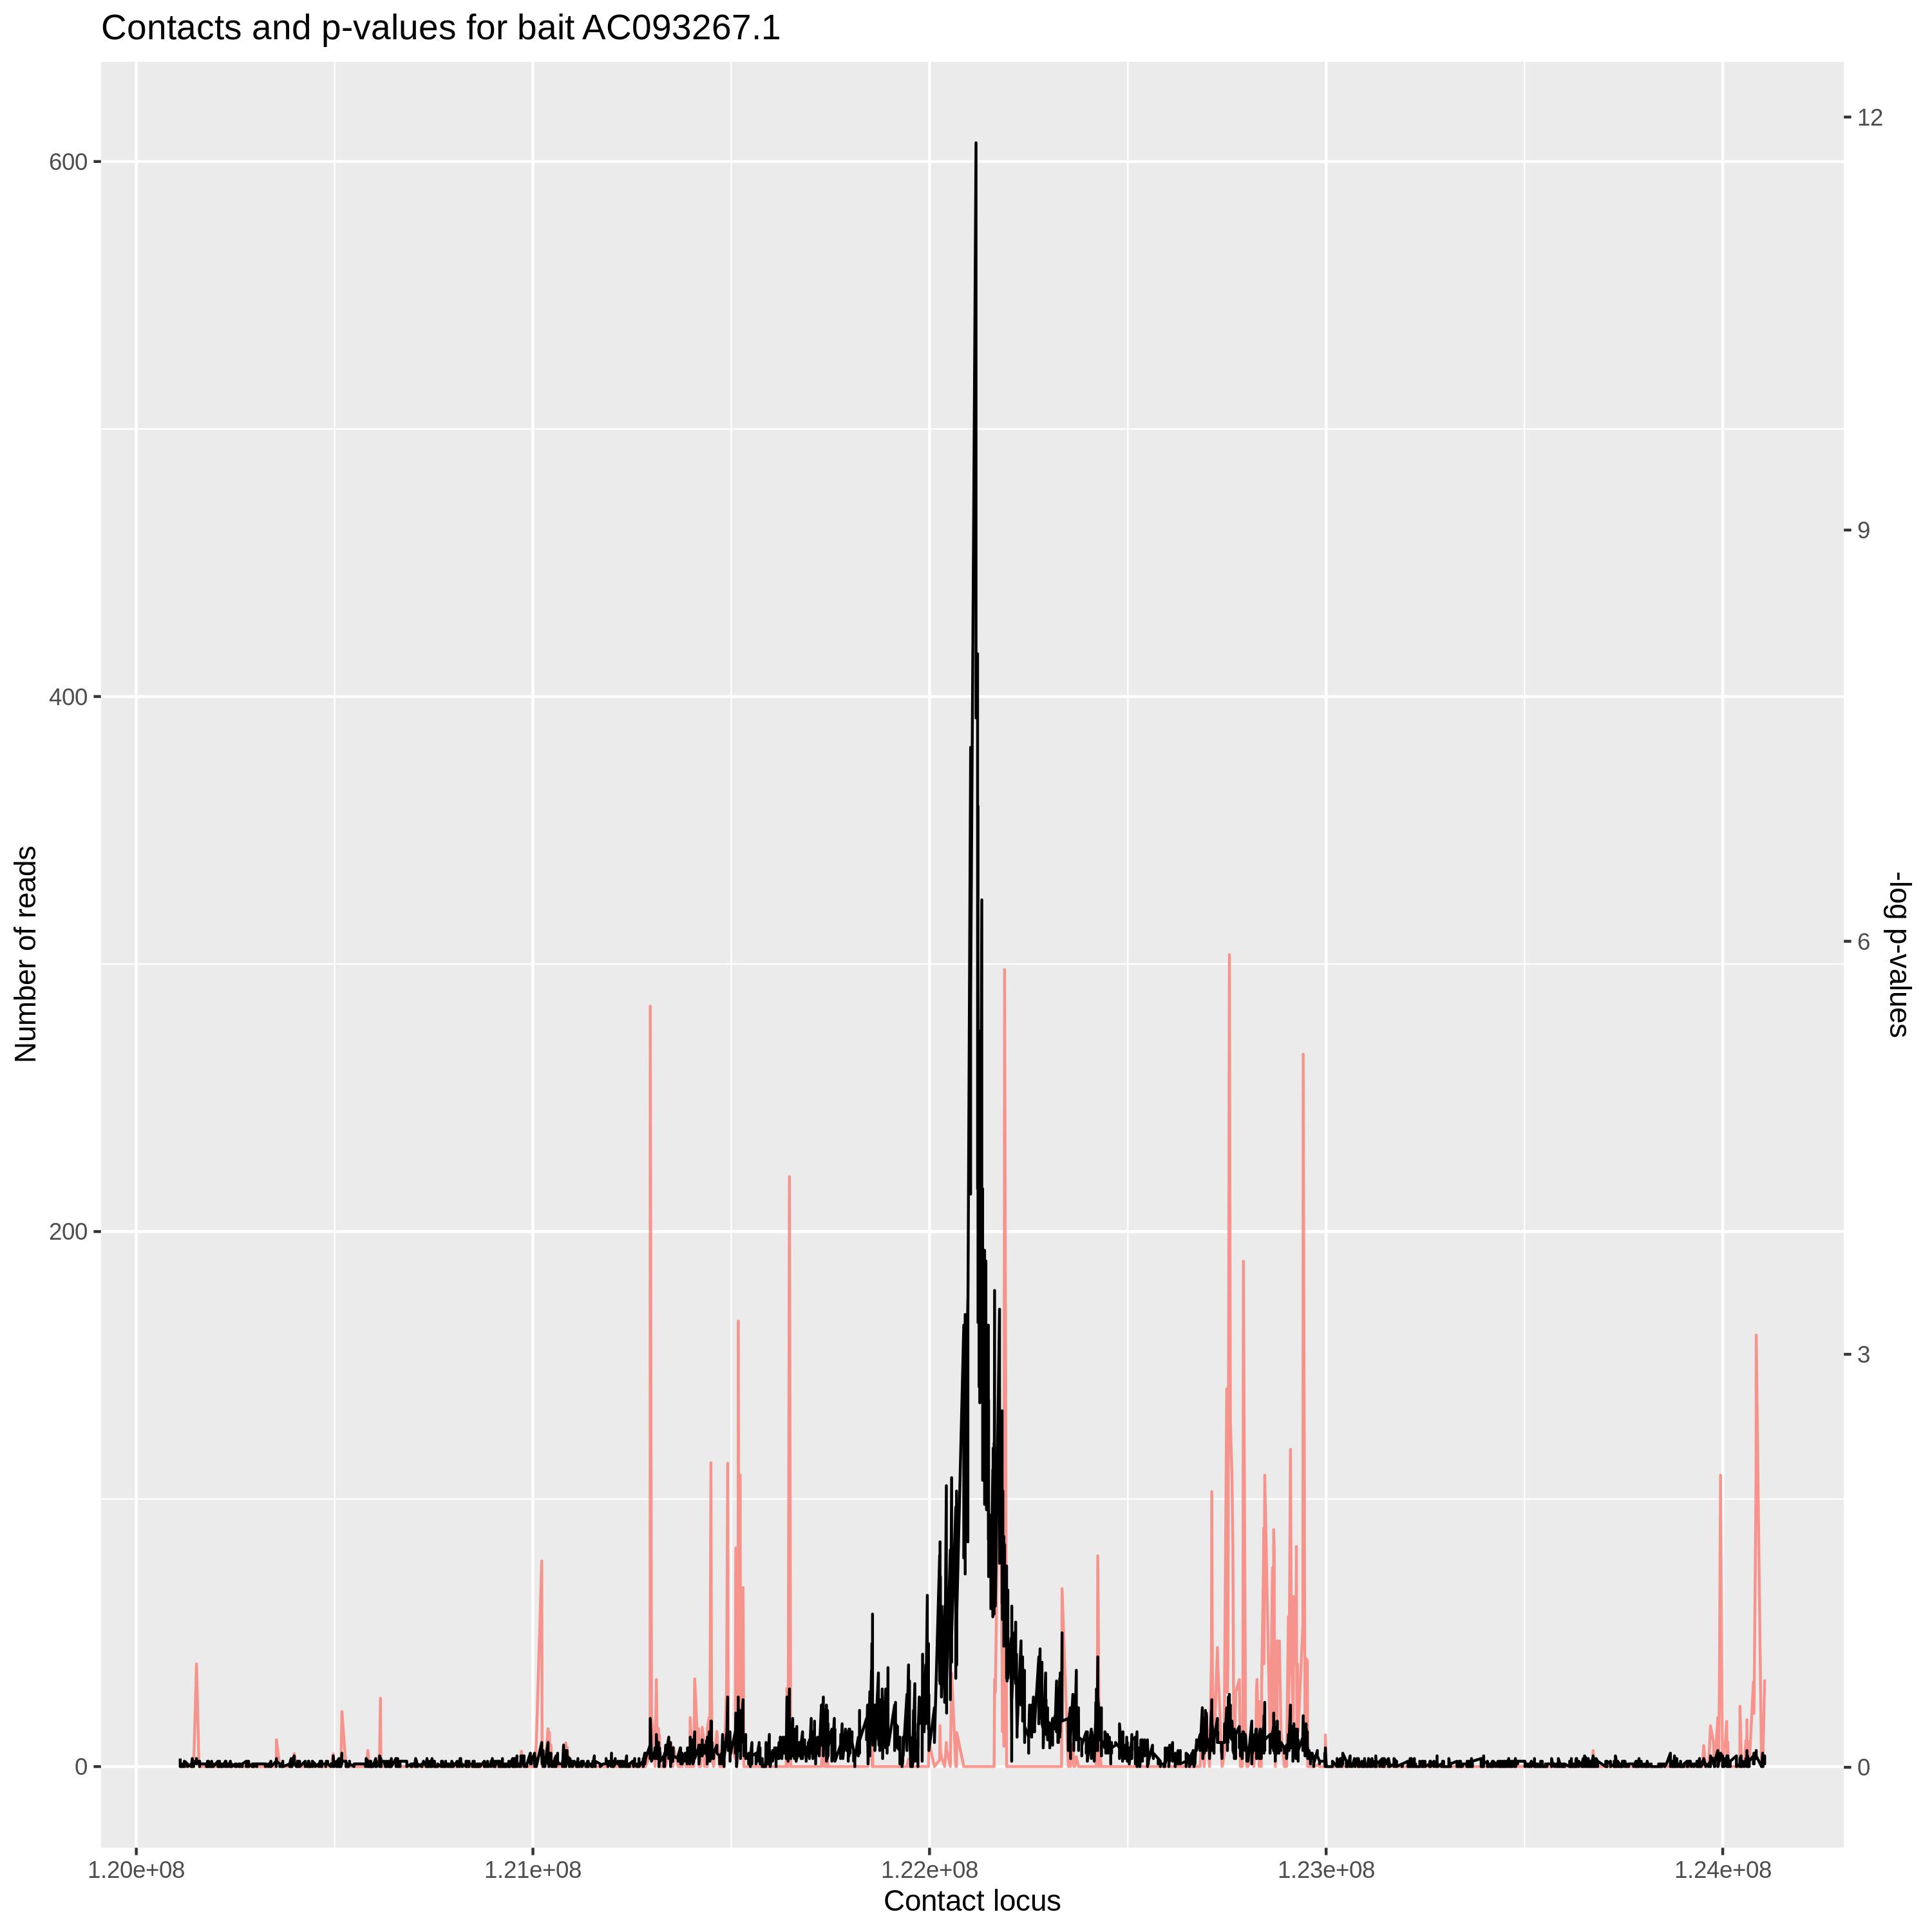 Contacts and p-values for bait AC093267.1
600
400
200
0
Number of reads
12
9
6
3
0
-log p-values
1.20e+08
1.21e+08
1.22e+08
1.23e+08
1.24e+08
Contact locus